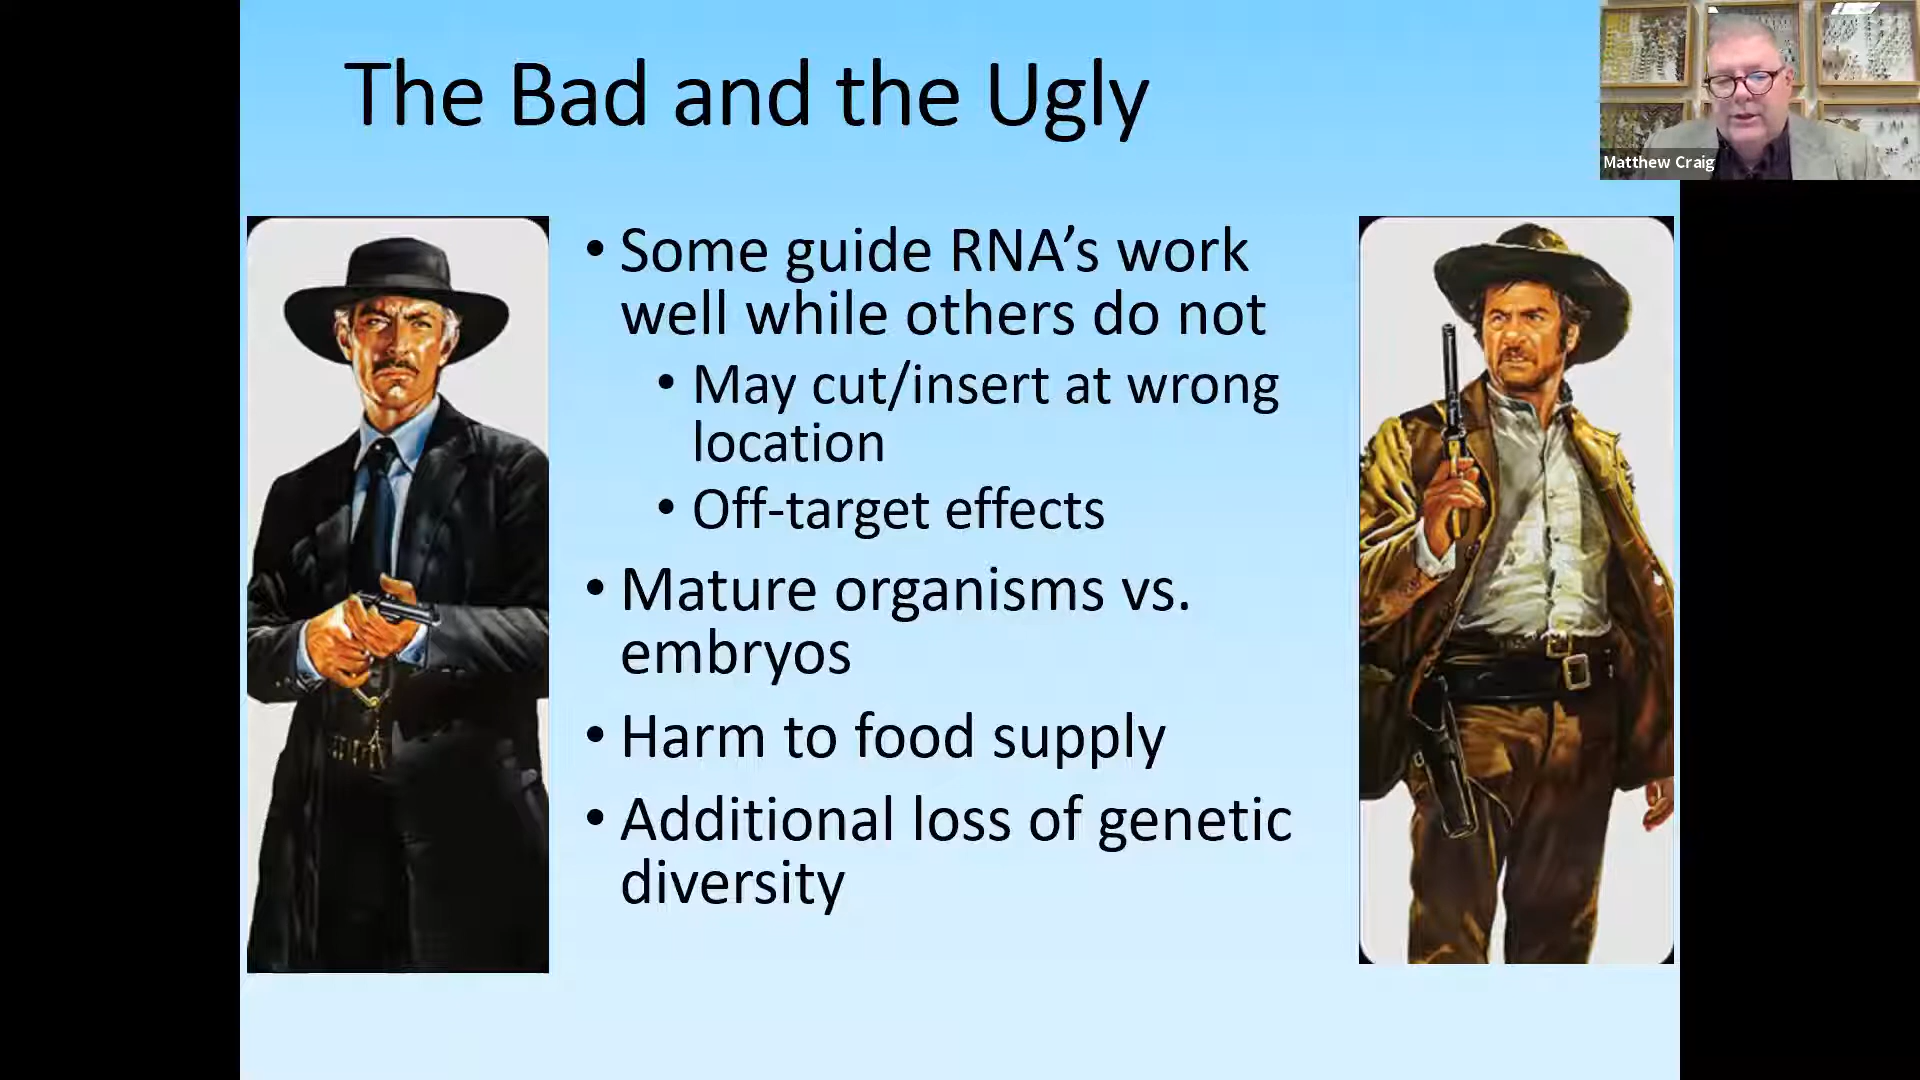 The Bad and the Ugly
Matthew Craig
• Some guide RNA’s work
well while others do not
• May cut/insert at wrong
location
• Off-target effects
• Mature organisms vs.
embryos
• Harm to food supply
• Additional loss of genetic
diversity